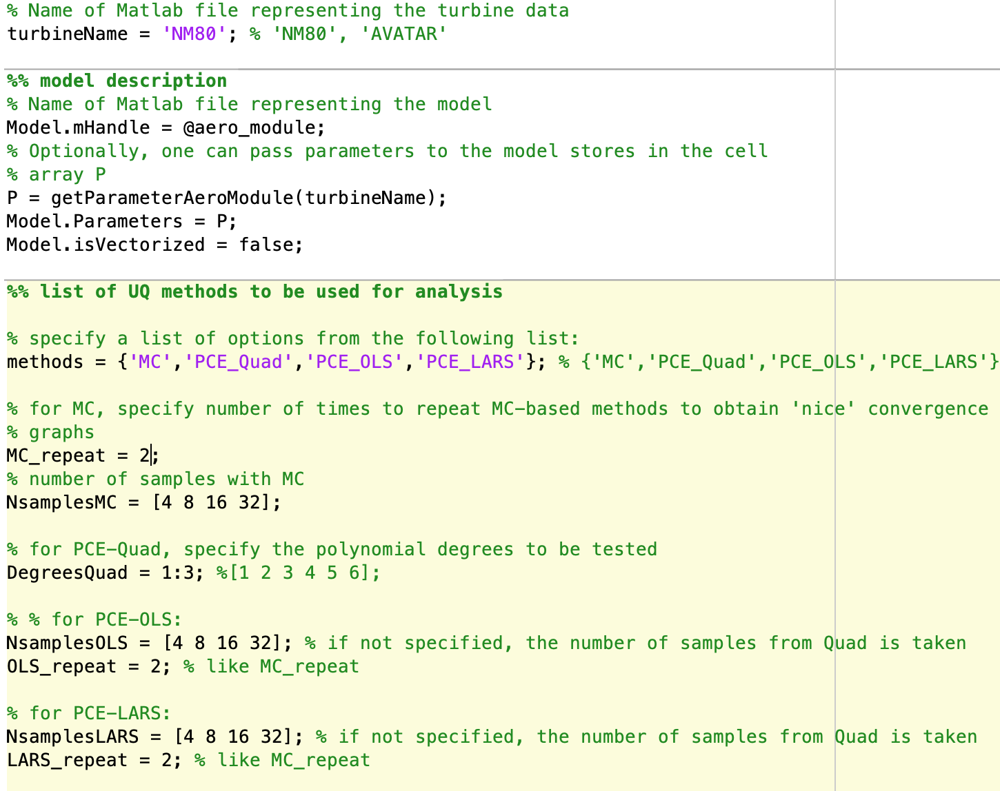 % Name of Matlab file representing the turbine data
turbineName = 'NM80'; % 'NM80', 'AVATAR'
%% model description
% Name of Matlab file representing the model
Model.mHandle = @aero_module;
% Optionally, one can pass parameters to the model stores in the cell
% array P
P = getParameterAeroModule(turbineName);
Model.Parameters = P;
Model.isVectorized = false;
%% list of UQ methods to be used for analysis
% specify a list of options from the following list:
methods = {'MC','PCE_Quad','PCE_OLS','PCE_LARS'}; % {'MC','PCE_Quad','PCE_OLS','PCE_LARS'}
% for MC, specify number of times to repeat MC-based methods to obtain 'nice' convergence
% graphs
MC_repeat = 2;
% number of samples with MC
NsamplesMC = [4 8 16 32];
% for PCE-Quad, specify the polynomial degrees to be tested
DegreesQuad = 1:3; %[1 2 3 4 5 6];
% % for PCE-OLS:
NsamplesOLS = [4 8 16 32]; % if not specified, the number of samples from Quad is taken
OLS_repeat = 2; % like MC_repeat
% for PCE-LARS:
NsamplesLARS = [4 8 16 32]; % if not specified, the number of samples from Quad is taken
LARS_repeat = 2; % like MC_repeat